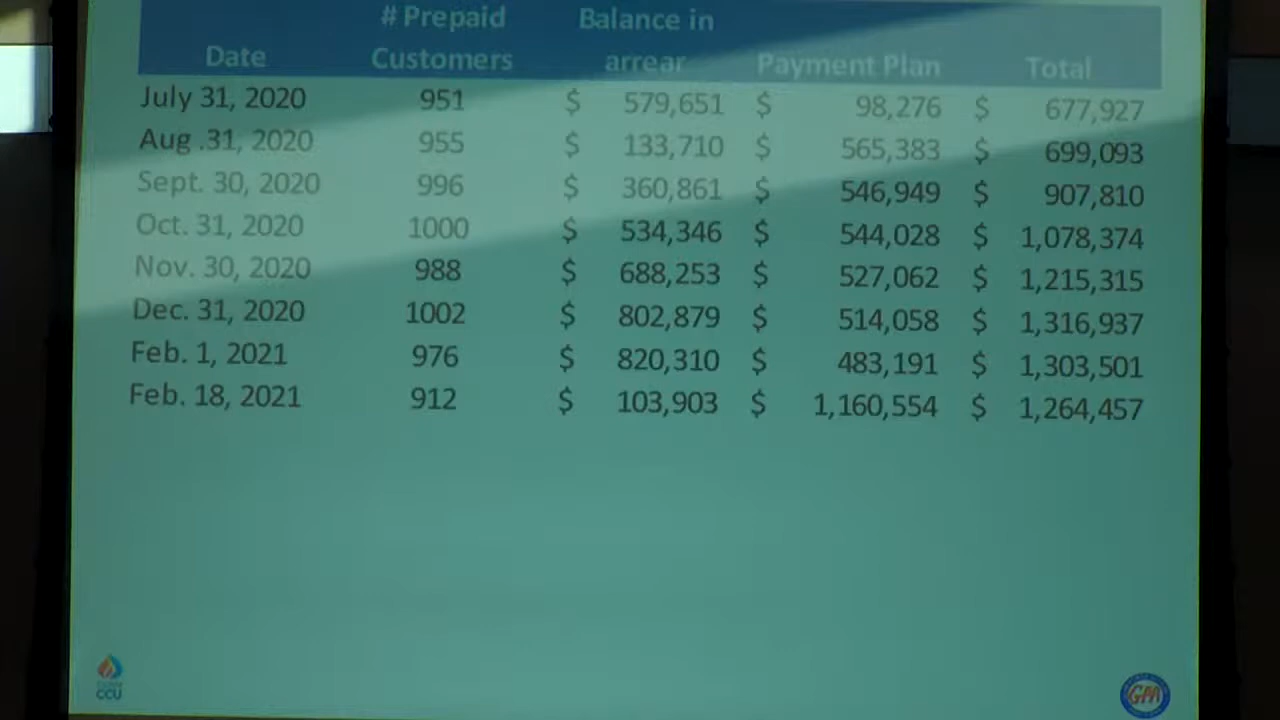 Date # Prepaid Customers Balance in arrear Payment Plan Total
July 31, 2020 951 $ 579,651 $ 98,276 $ 677,927
Aug .31, 2020 955 $ 133,710 $ 565,383 $ 699,093
Sept. 30, 2020 996 $ 360,861 $ 546,949 $ 907,810
Oct. 31, 2020 1000 $ 534,346 $ 544,028 $ 1,078,374
Nov. 30, 2020 988 $ 688,253 $ 527,062 $ 1,215,315
Dec. 31, 2020 1002 $ 802,879 $ 514,058 $ 1,316,937
Feb. 1, 2021 976 $ 820,310 $ 483,191 $ 1,303,501
Feb. 18, 2021 912 $ 103,903 $ 1,160,554 $ 1,264,457
CCU
GPA